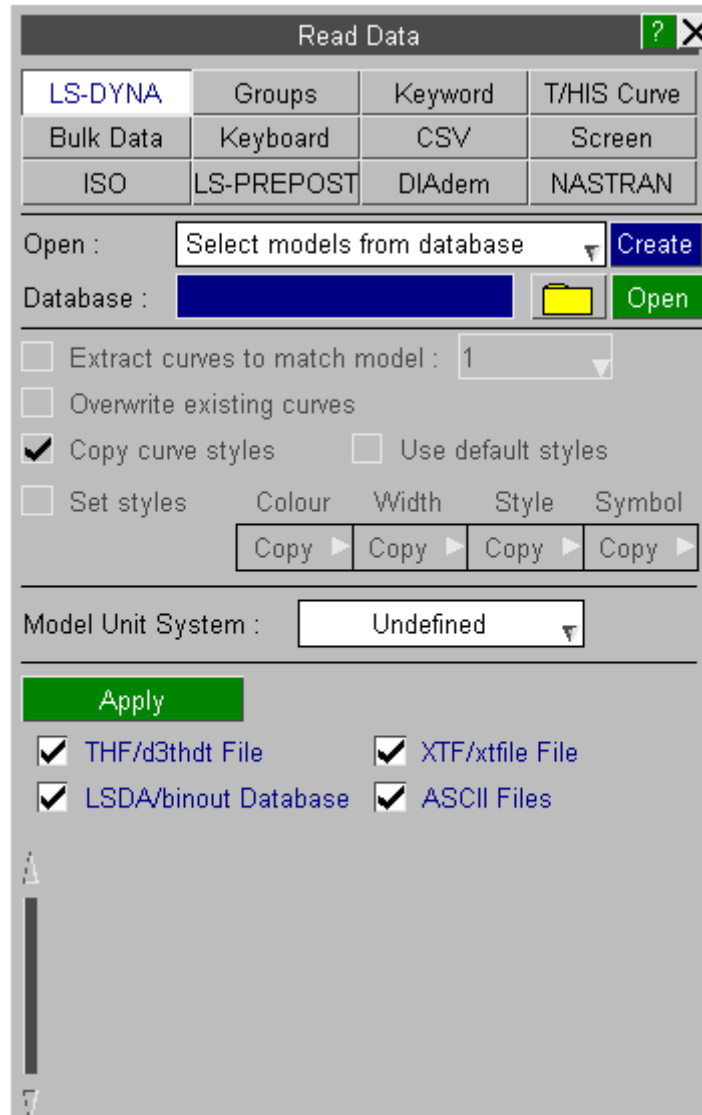 Read Data ? X
LS-DYNA Groups Keyword T/HIS Curve
Bulk Data Keyboard CSV Screen
ISO LS-PREPOST DIAdem NASTRAN
Open : Select models from database Create
Database : Open
Extract curves to match model : 1
Overwrite existing curves
Copy curve styles Use default styles
Set styles Colour Width Style Symbol
Copy Copy Copy Copy
Model Unit System : Undefined
Apply
THF/d3thdt File XTF/xtfile File
LSDA/binout Database ASCII Files